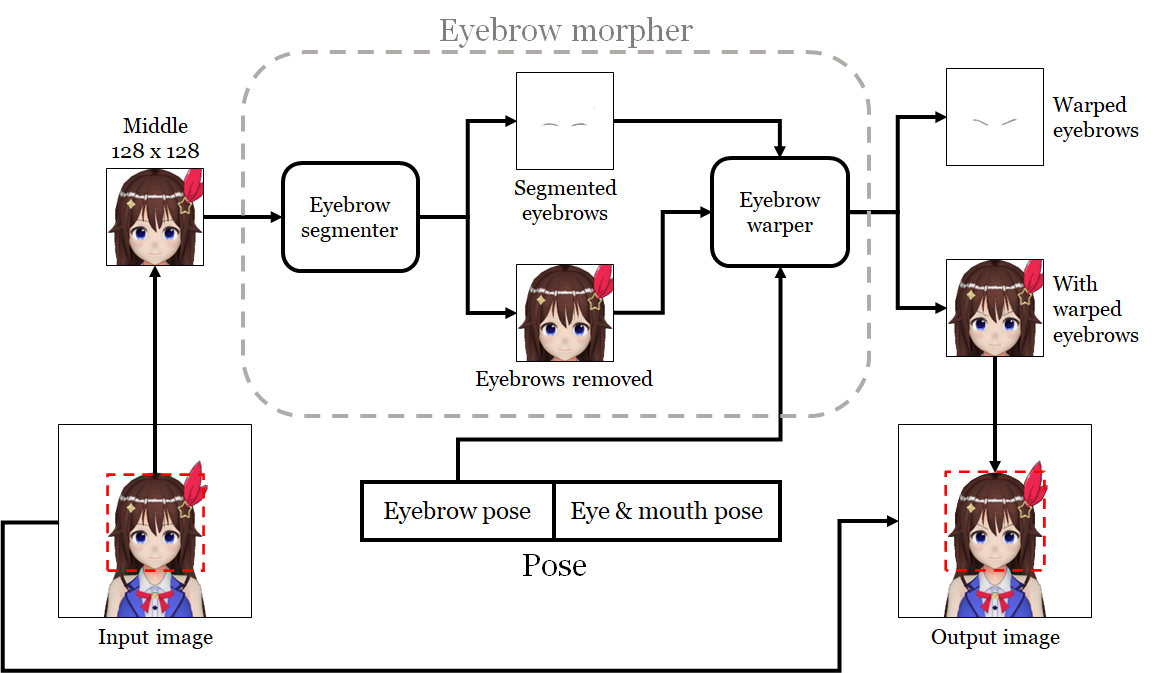 Eyebrow morpher
Middle
128 x 128
Eyebrow
segmenter
Segmented
eyebrows
Eyebrows removed
Eyebrow
warper
Warped
eyebrows
With
warped
eyebrows
Eyebrow pose
Eye & mouth pose
Pose
Input image
Output image